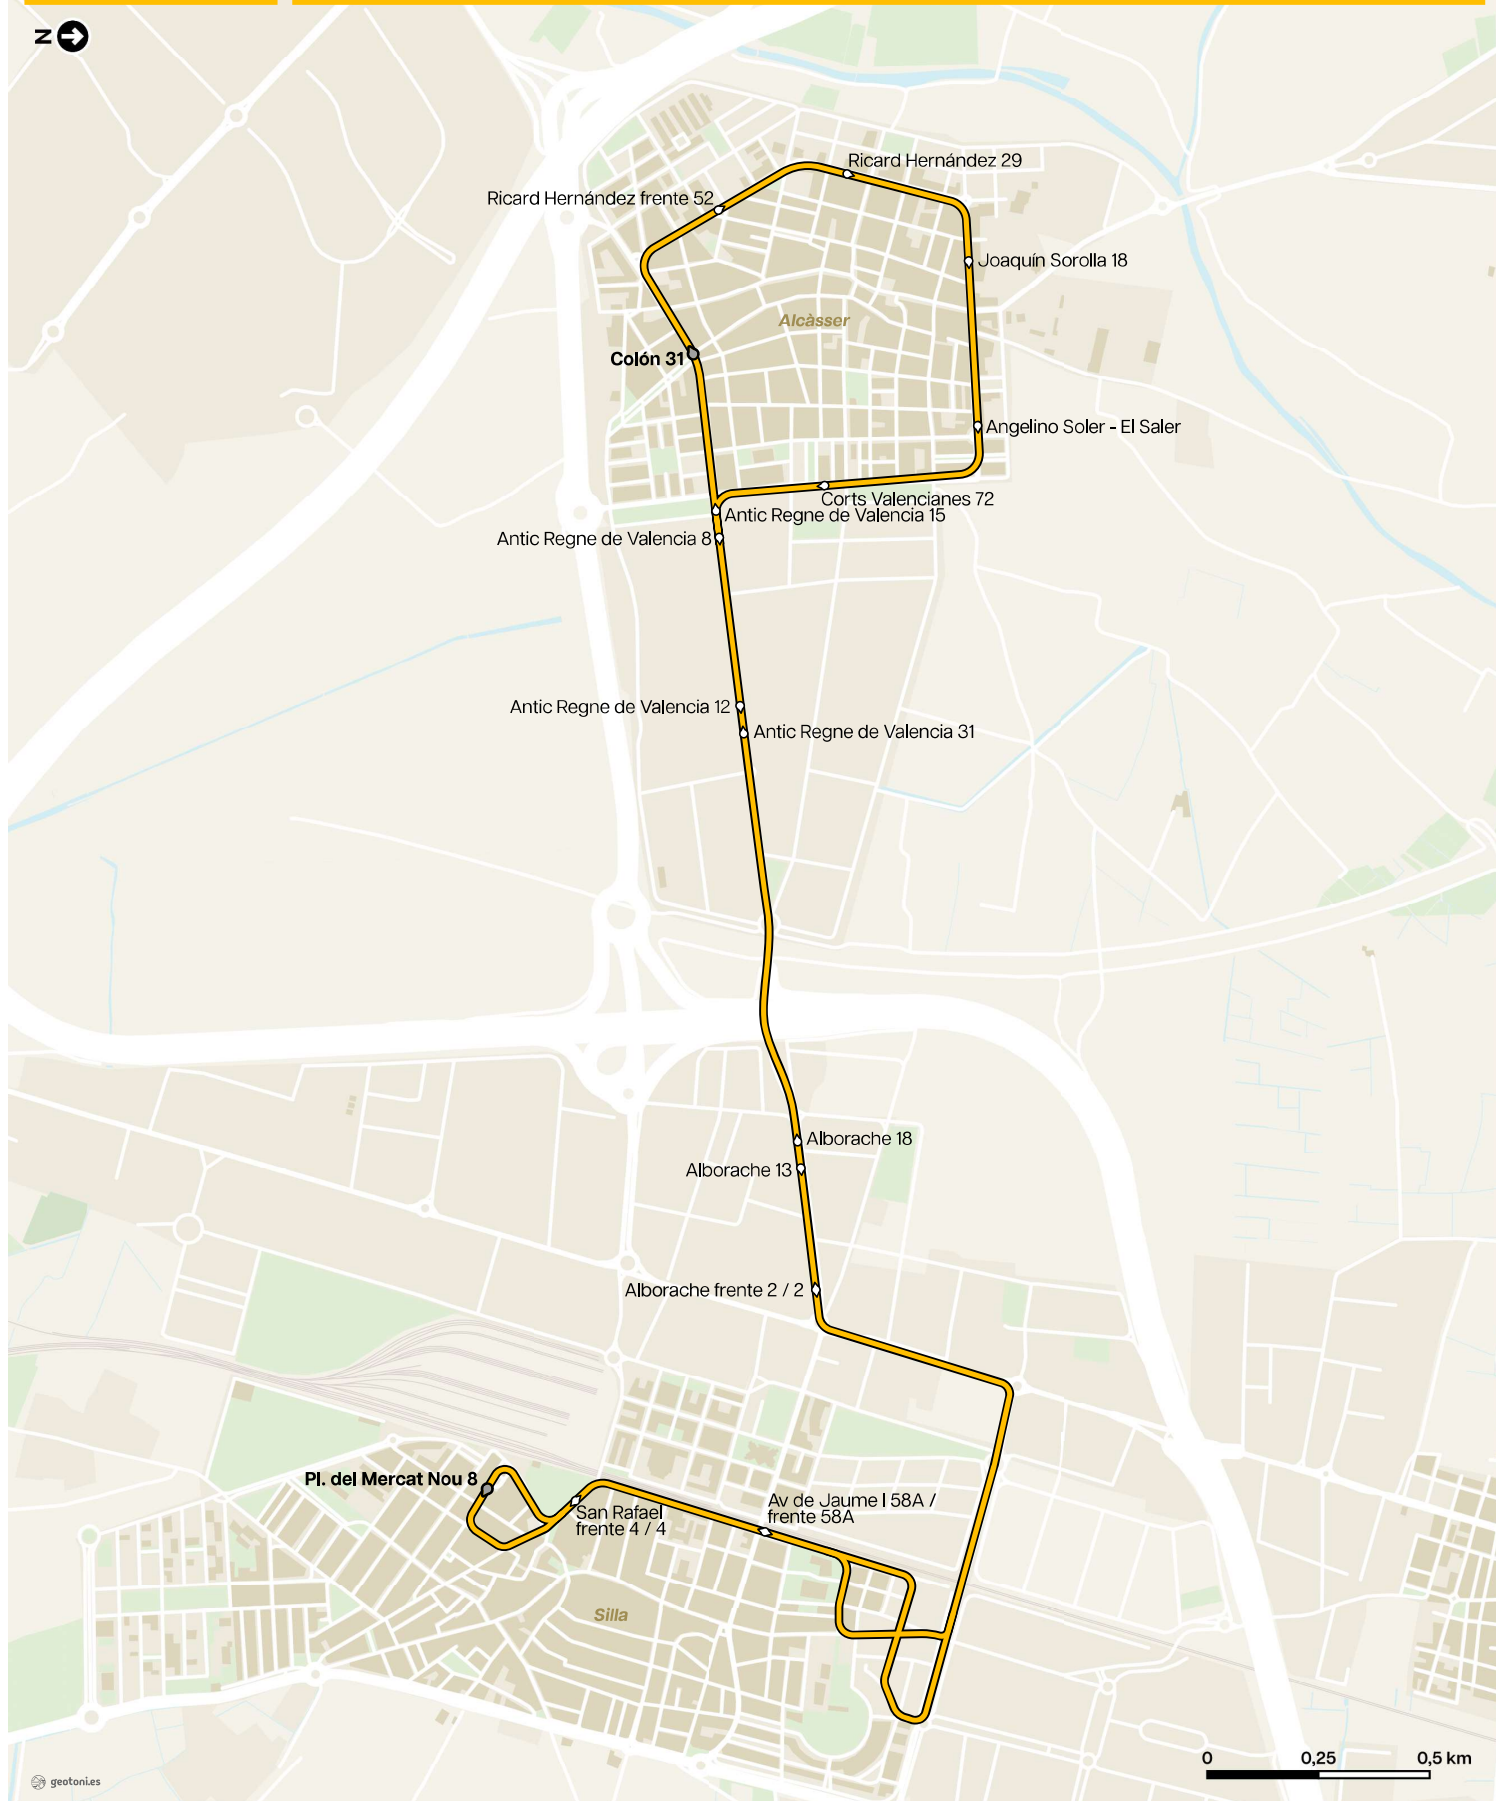 N
Ricard Hernández 29
Ricard Hernández frente 52
Joaquín Sorolla 18
Alcàsser
Colón 31
Angelino Soler - El Saler
Corts Valencianes 72
Antic Regne de Valencia 15
Antic Regne de Valencia 8
Antic Regne de Valencia 12
Antic Regne de Valencia 31
Alborache 18
Alborache 13
Alborache frente 2 / 2
Pl. del Mercat Nou 8
San Rafael
frente 4 / 4
Av de Jaume I 58A /
frente 58A
Silla
0 0,25 0,5 km
geotoni.es